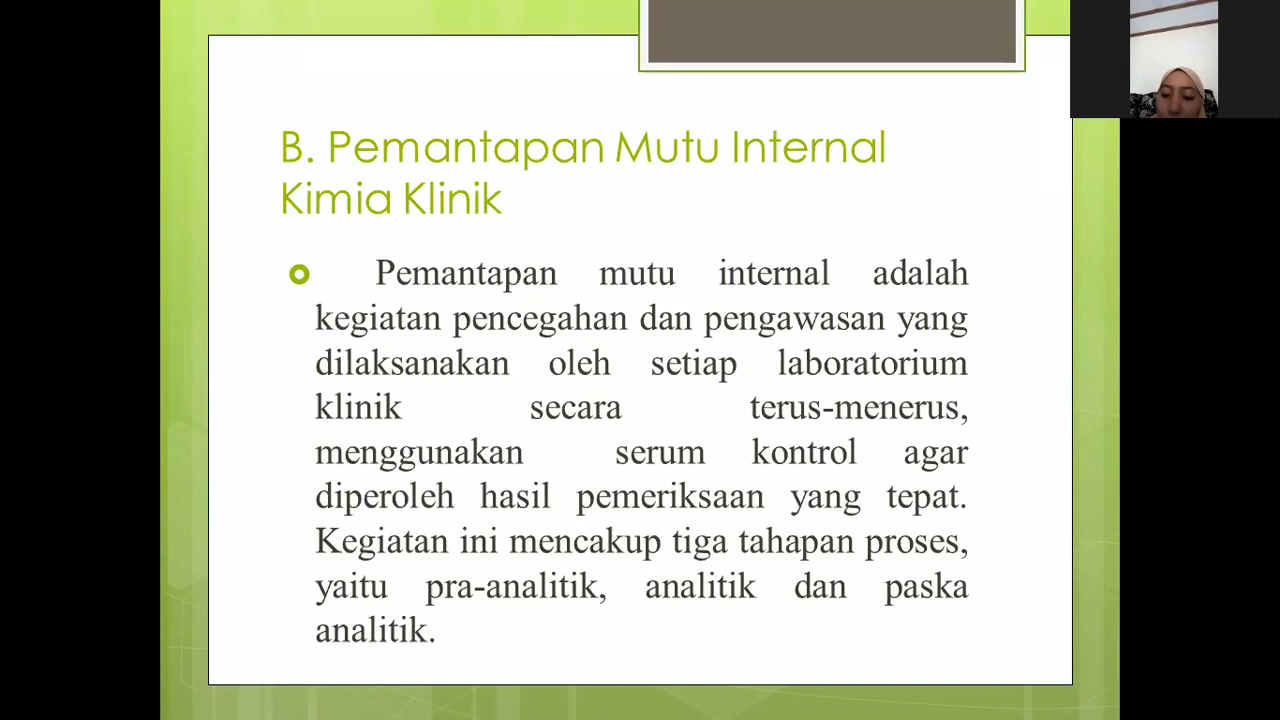 B. Pemantapan Mutu Internal
Kimia Klinik
Pemantapan mutu internal adalah
kegiatan pencegahan dan pengawasan yang
dilaksanakan oleh setiap laboratorium
klinik secara terus-menerus,
menggunakan serum kontrol agar
diperoleh hasil pemeriksaan yang tepat.
Kegiatan ini mencakup tiga tahapan proses,
yaitu pra-analitik, analitik dan paska
analitik.